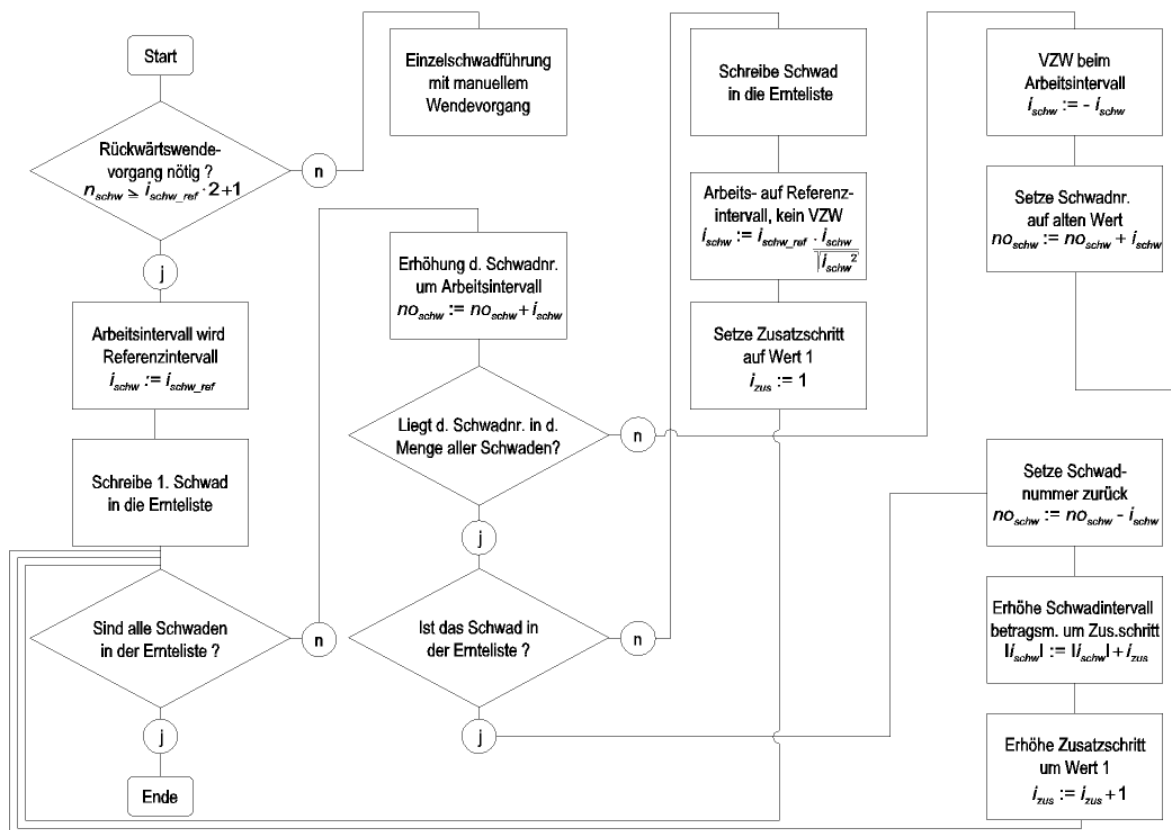 Start
Rückwärtswende-
vorgang nötig ?
n_schw ≥ i_schw_ref · 2+1
n
j
Arbeitsintervall wird
Referenzintervall
i_schw := i_schw_ref
Schreibe 1. Schwad
in die Ernteliste
Sind alle Schwaden
in der Ernteliste ?
n
j
Ende
Einzelschwadführung
mit manuellem
Wendevorgang
Erhöhung d. Schwadnr.
um Arbeitsintervall
no_schw := no_schw + i_schw
Liegt d. Schwadnr. in d.
Menge aller Schwaden?
n
j
Ist das Schwad in
der Ernteliste ?
n
j
Schreibe Schwad
in die Ernteliste
Arbeits- auf Referenz-
intervall, kein VZW
i_schw := i_schw_ref · i_schw / √(i_schw²)
Setze Zusatzschritt
auf Wert 1
i_zus := 1
VZW beim
Arbeitsintervall
i_schw := - i_schw
Setze Schwadnr.
auf alten Wert
no_schw := no_schw + i_schw
Setze Schwad-
nummer zurück
no_schw := no_schw - i_schw
Erhöhe Schwadintervall
betragsm. um Zus.schritt
|i_schw| := |i_schw| + i_zus
Erhöhe Zusatzschritt
um Wert 1
i_zus := i_zus + 1